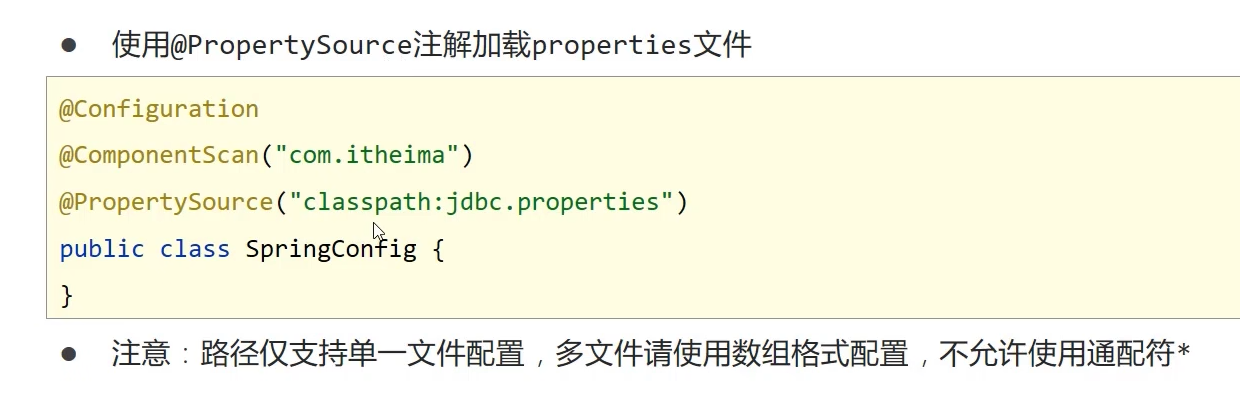 ● 使用@PropertySource注解加载properties文件
@Configuration
@ComponentScan("com.itheima")
@PropertySource("classpath:jdbc.properties")
public class SpringConfig {
}
● 注意：路径仅支持单一文件配置，多文件请使用数组格式配置，不允许使用通配符*